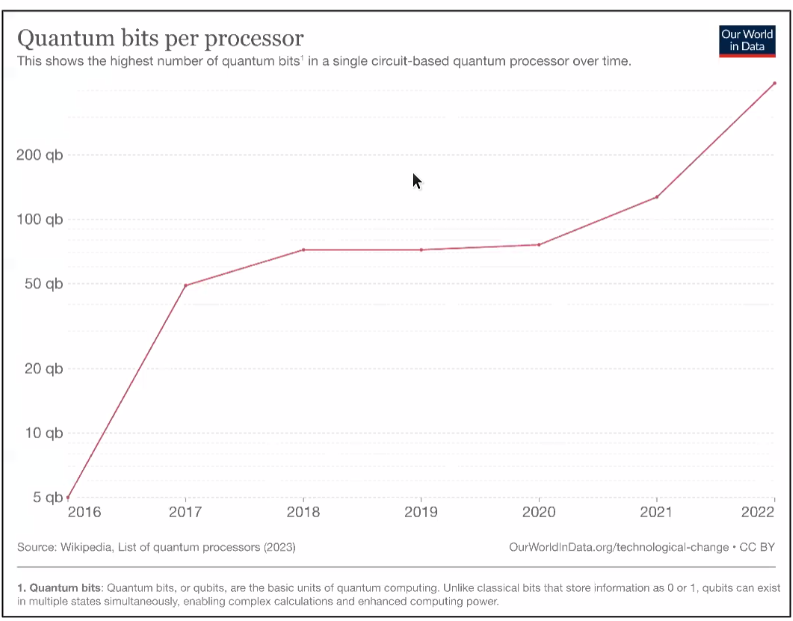 Quantum bits per processor
Our World
in Data
This shows the highest number of quantum bits¹ in a single circuit-based quantum processor over time.
200 qb
100 qb
50 qb
20 qb
10 qb
5 qb
2016 2017 2018 2019 2020 2021 2022
Source: Wikipedia, List of quantum processors (2023) OurWorldInData.org/technological-change • CC BY
1. Quantum bits: Quantum bits, or qubits, are the basic units of quantum computing. Unlike classical bits that store information as 0 or 1, qubits can exist
in multiple states simultaneously, enabling complex calculations and enhanced computing power.